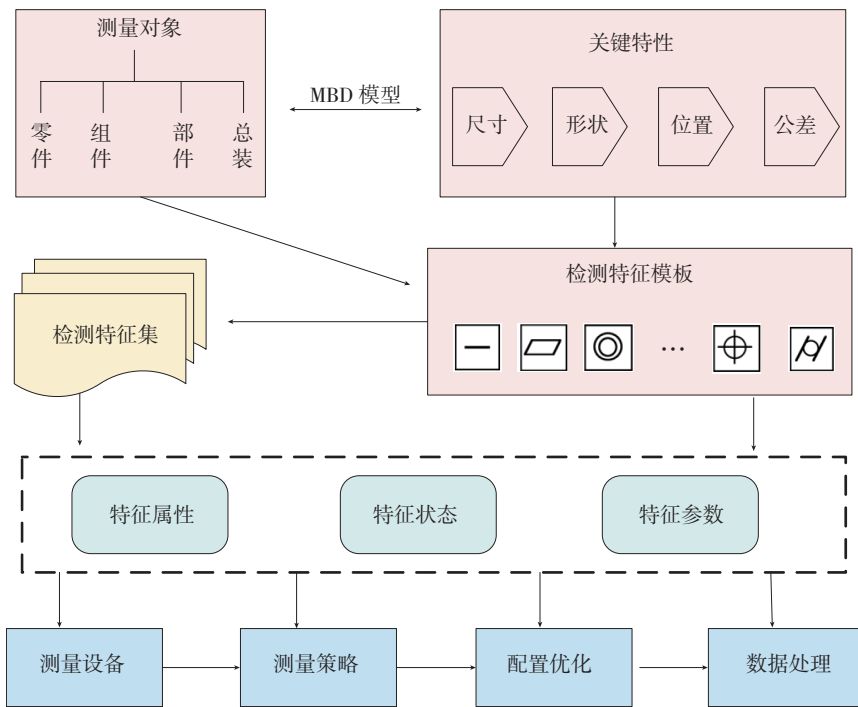 测量对象
零件
组件
部件
总装
MBD 模型
关键特性
尺寸
形状
位置
公差
检测特征模板
…
检测特征集
特征属性
特征状态
特征参数
测量设备
测量策略
配置优化
数据处理